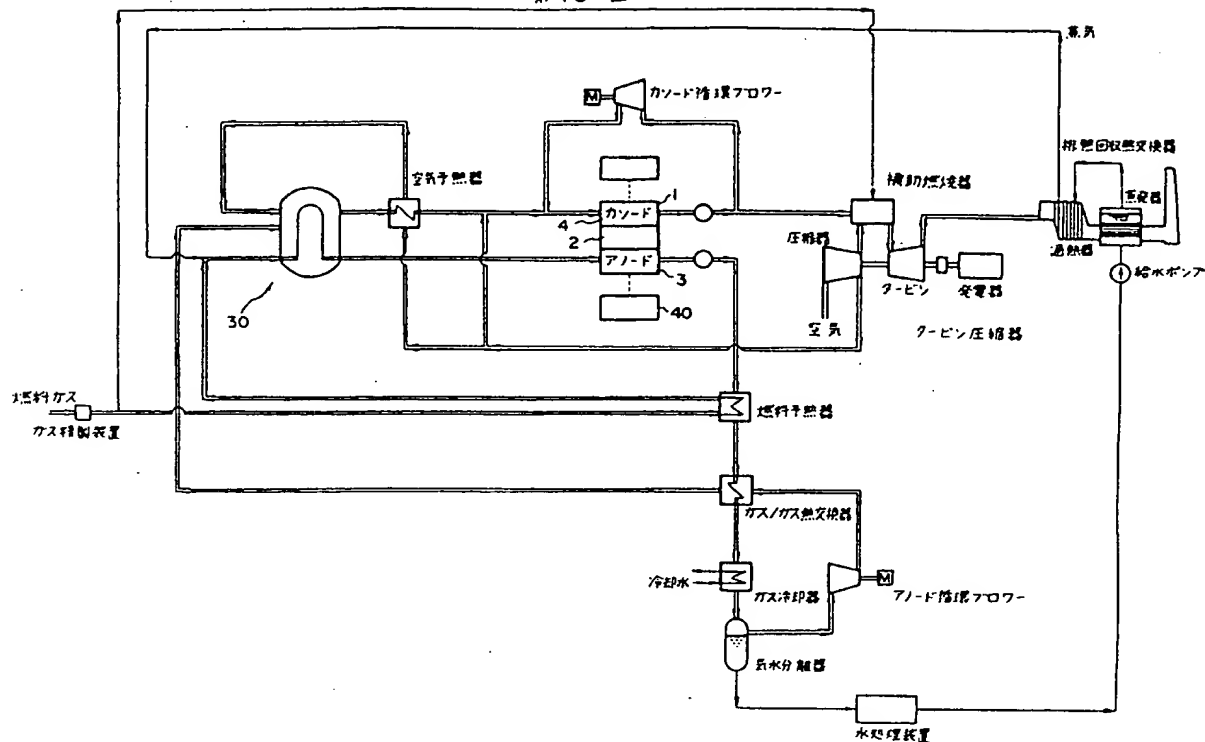 蒸気
M
カソード循環ブロワー
排熱回収熱交換器
空気予熱器
補助燃焼器
蒸発器
カソード
1
4
2
アノード
3
圧縮器
過熱器
給水ポンプ
タービン
発電器
40
30
空気
タービン圧縮器
燃料ガス
燃料予熱器
ガス精製装置
ガス/ガス熱交換器
冷却水
ガス冷却器
M
アノード循環ブロワー
気水分離器
水処理装置